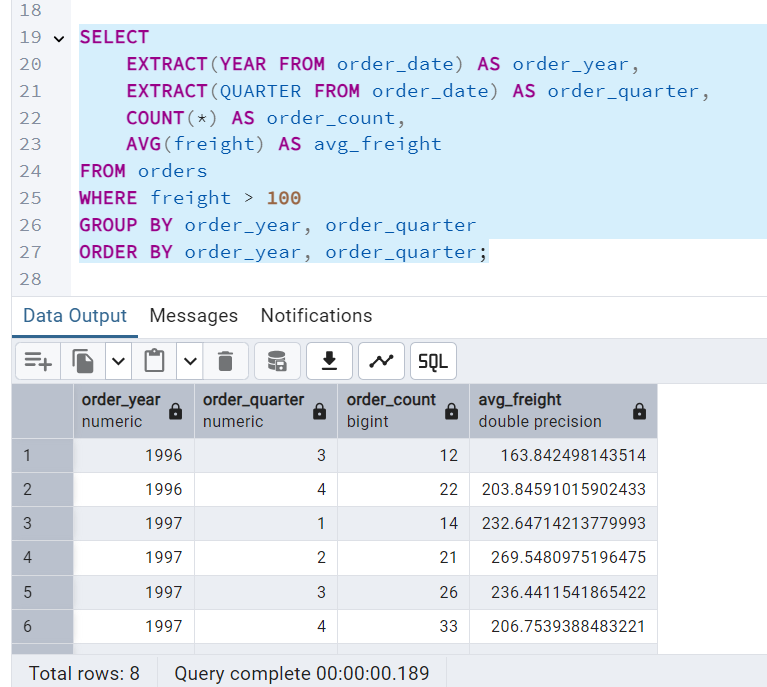 18
19 SELECT
20 EXTRACT(YEAR FROM order_date) AS order_year,
21 EXTRACT(QUARTER FROM order_date) AS order_quarter,
22 COUNT(*) AS order_count,
23 AVG(freight) AS avg_freight
24 FROM orders
25 WHERE freight > 100
26 GROUP BY order_year, order_quarter
27 ORDER BY order_year, order_quarter;
28
Data Output Messages Notifications
SQL
order_year order_quarter order_count avg_freight
numeric numeric bigint double precision
1 1996 3 12 163.842498143514
2 1996 4 22 203.84591015902433
3 1997 1 14 232.64714213779993
4 1997 2 21 269.5480975196475
5 1997 3 26 236.4411541865422
6 1997 4 33 206.7539388483221
Total rows: 8 Query complete 00:00:00.189